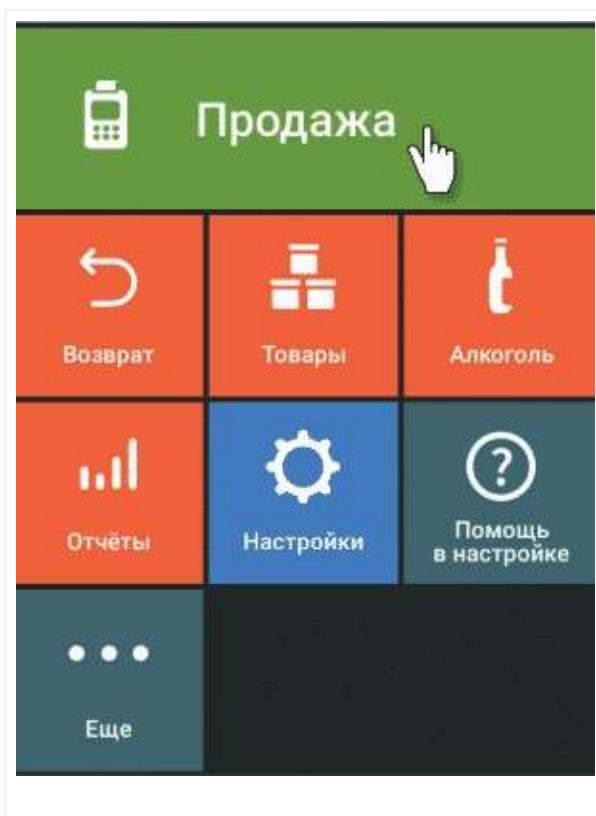 Продажа
Возврат
Товары
Алкоголь
Отчёты
Настройки
Помощь
в настройке
Еще